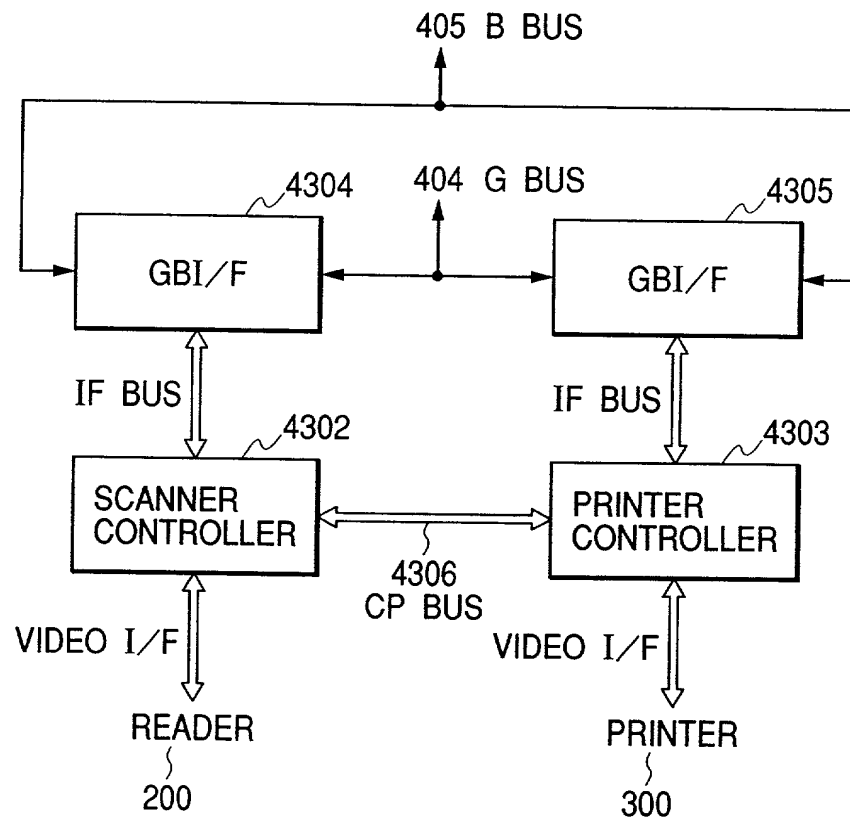 405 B BUS
4304
404 G BUS
4305
GBI/F
GBI/F
IF BUS
IF BUS
4302
4303
SCANNER
CONTROLLER
PRINTER
CONTROLLER
4306
CP BUS
VIDEO I/F
VIDEO I/F
READER
PRINTER
200
300